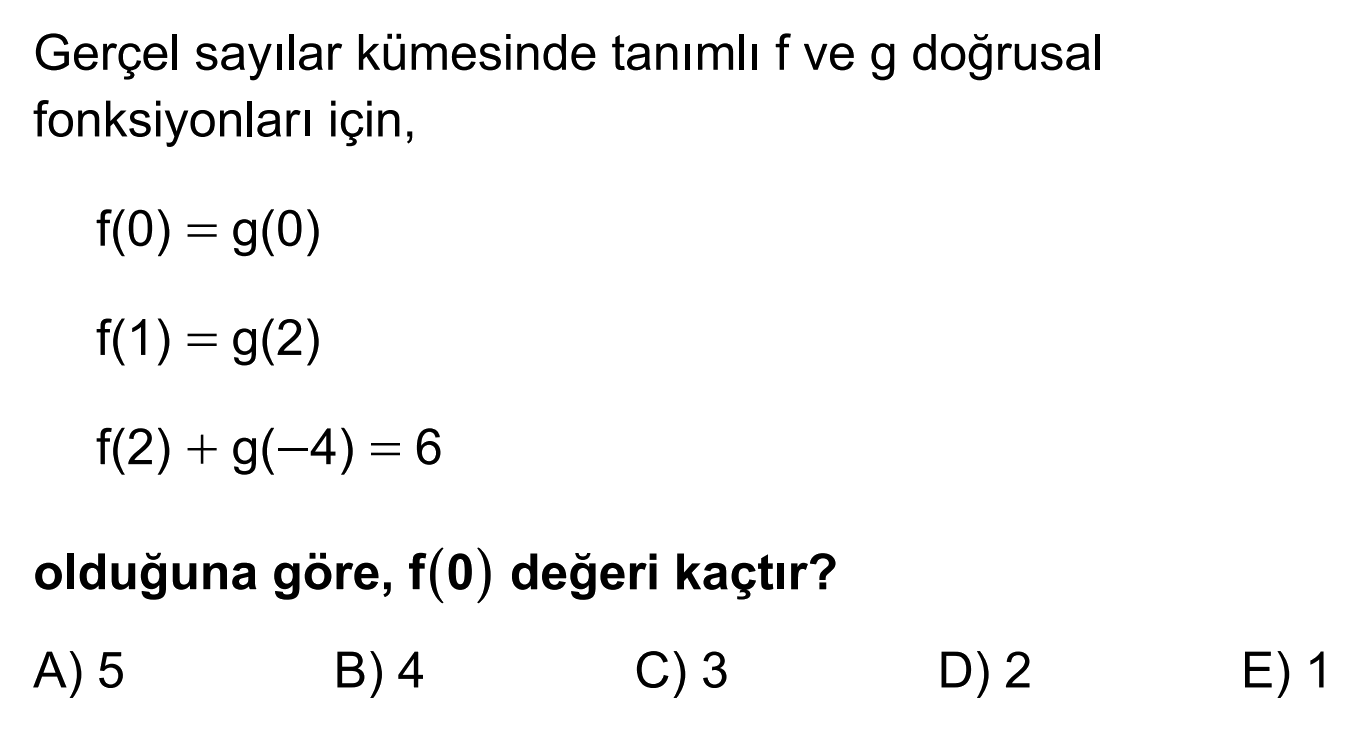 Gerçel sayılar kümesinde tanımlı f ve g doğrusal
fonksiyonları için,
f(0) = g(0)
f(1) = g(2)
f(2) + g(–4) = 6
olduğuna göre, f(0) değeri kaçtır?
A) 5 B) 4 C) 3 D) 2 E) 1